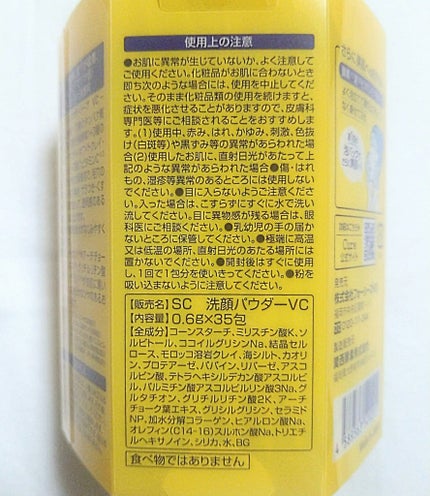 使用上の注意
●お肌に異常が生じていないか、よく注意して
ご使用ください。化粧品がお肌に合わないとき
即ち次のような場合には、使用を中止してくだ
さい。そのまま化粧品類の使用を続けますと、
症状を悪化させることがありますので、皮膚科
専門医等にご相談されることをおすすめしま
す。(1)使用中、赤み、はれ、かゆみ、刺激、色抜
け(白斑等)や黒ずみ等の異常があらわれた場
合(2)使用したお肌に、直射日光があたって上
記のような異常があらわれた場合●傷・はれ
もの、湿疹等異常のあるところには使用しない
でください。●目に入らないようご注意くださ
い。入った場合は、こすらずにすぐに水で洗い
流してください。目に異物感が残る場合は、眼
科医にご相談ください。●乳幼児の手の届か
ないところに保管してください。●極端に高温
又は低温の場所、直射日光のあたる場所には
置かないでください。●開封後はすぐに使用
し、1回で1包分を使いきってください。●粉を
吸い込まないように注意してください。
[販売名]SC 洗顔パウダーVC
[内容量]0.6g×35包
[全成分]コーンスターチ、ミリスチン酸K、ソ
ルビトール、ココイルグリシンNa、結晶セル
ロース、モロッコ溶岩クレイ、海シルト、カオリ
ン、プロテアーゼ、パパイン、リパーゼ、アスコ
ルビン酸、テトラヘキシルデカン酸アスコルビ
ル、パルミチン酸アスコルビルリン酸3Na、グ
ルタチオン、グリチルリチン酸2K、アーチ
チョーク葉エキス、グリシルグリシン、セラミド
NP、加水分解コラーゲン、ヒアルロン酸Na、
オレフィン(C14-16)スルホン酸Na、トリエチ
ルヘキサノイン、シリカ、水、BG
食べ物ではありません